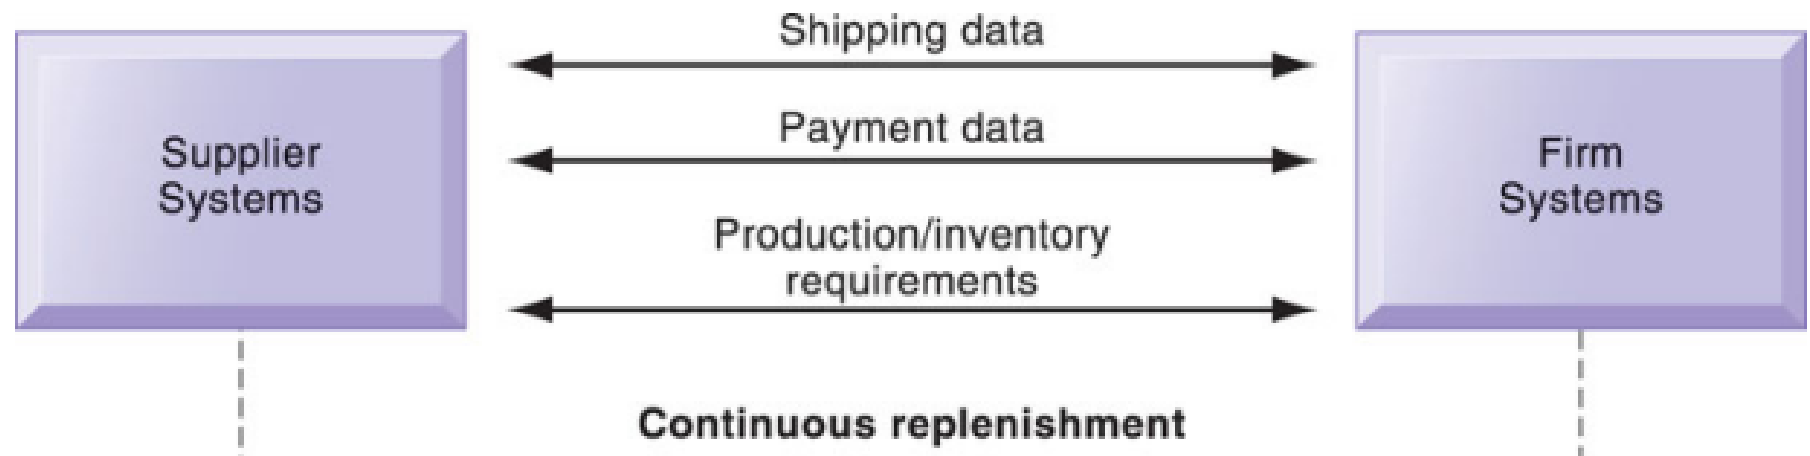 Shipping data
Payment data
Supplier
Systems
Firm
Systems
Production/inventory
requirements
Continuous replenishment